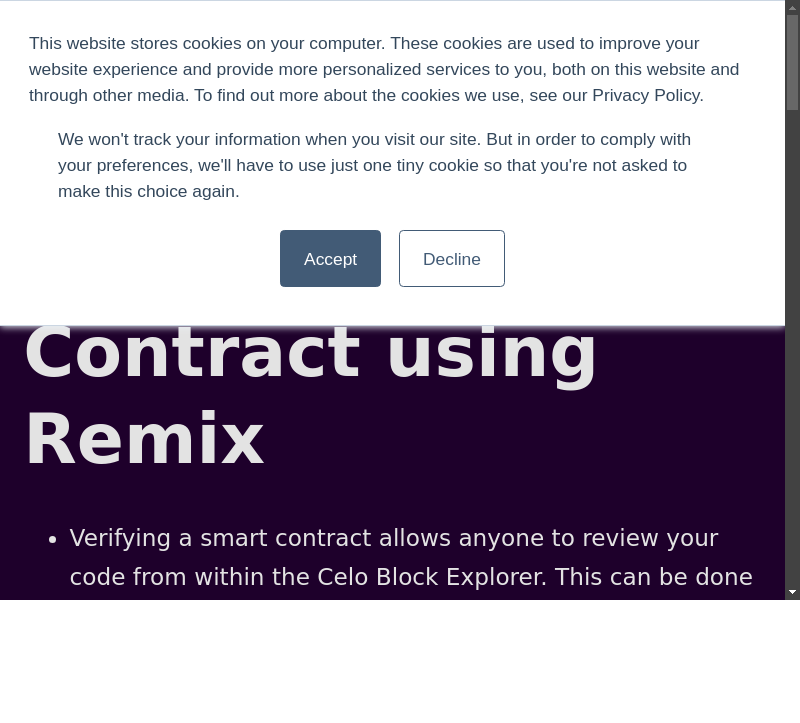 This website stores cookies on your computer. These cookies are used to improve your
website experience and provide more personalized services to you, both on this website and
through other media. To find out more about the cookies we use, see our Privacy Policy.
We won't track your information when you visit our site. But in order to comply with
your preferences, we'll have to use just one tiny cookie so that you're not asked to
make this choice again.
Accept
Decline
Contract using
Remix
Verifying a smart contract allows anyone to review your
code from within the Celo Block Explorer. This can be done